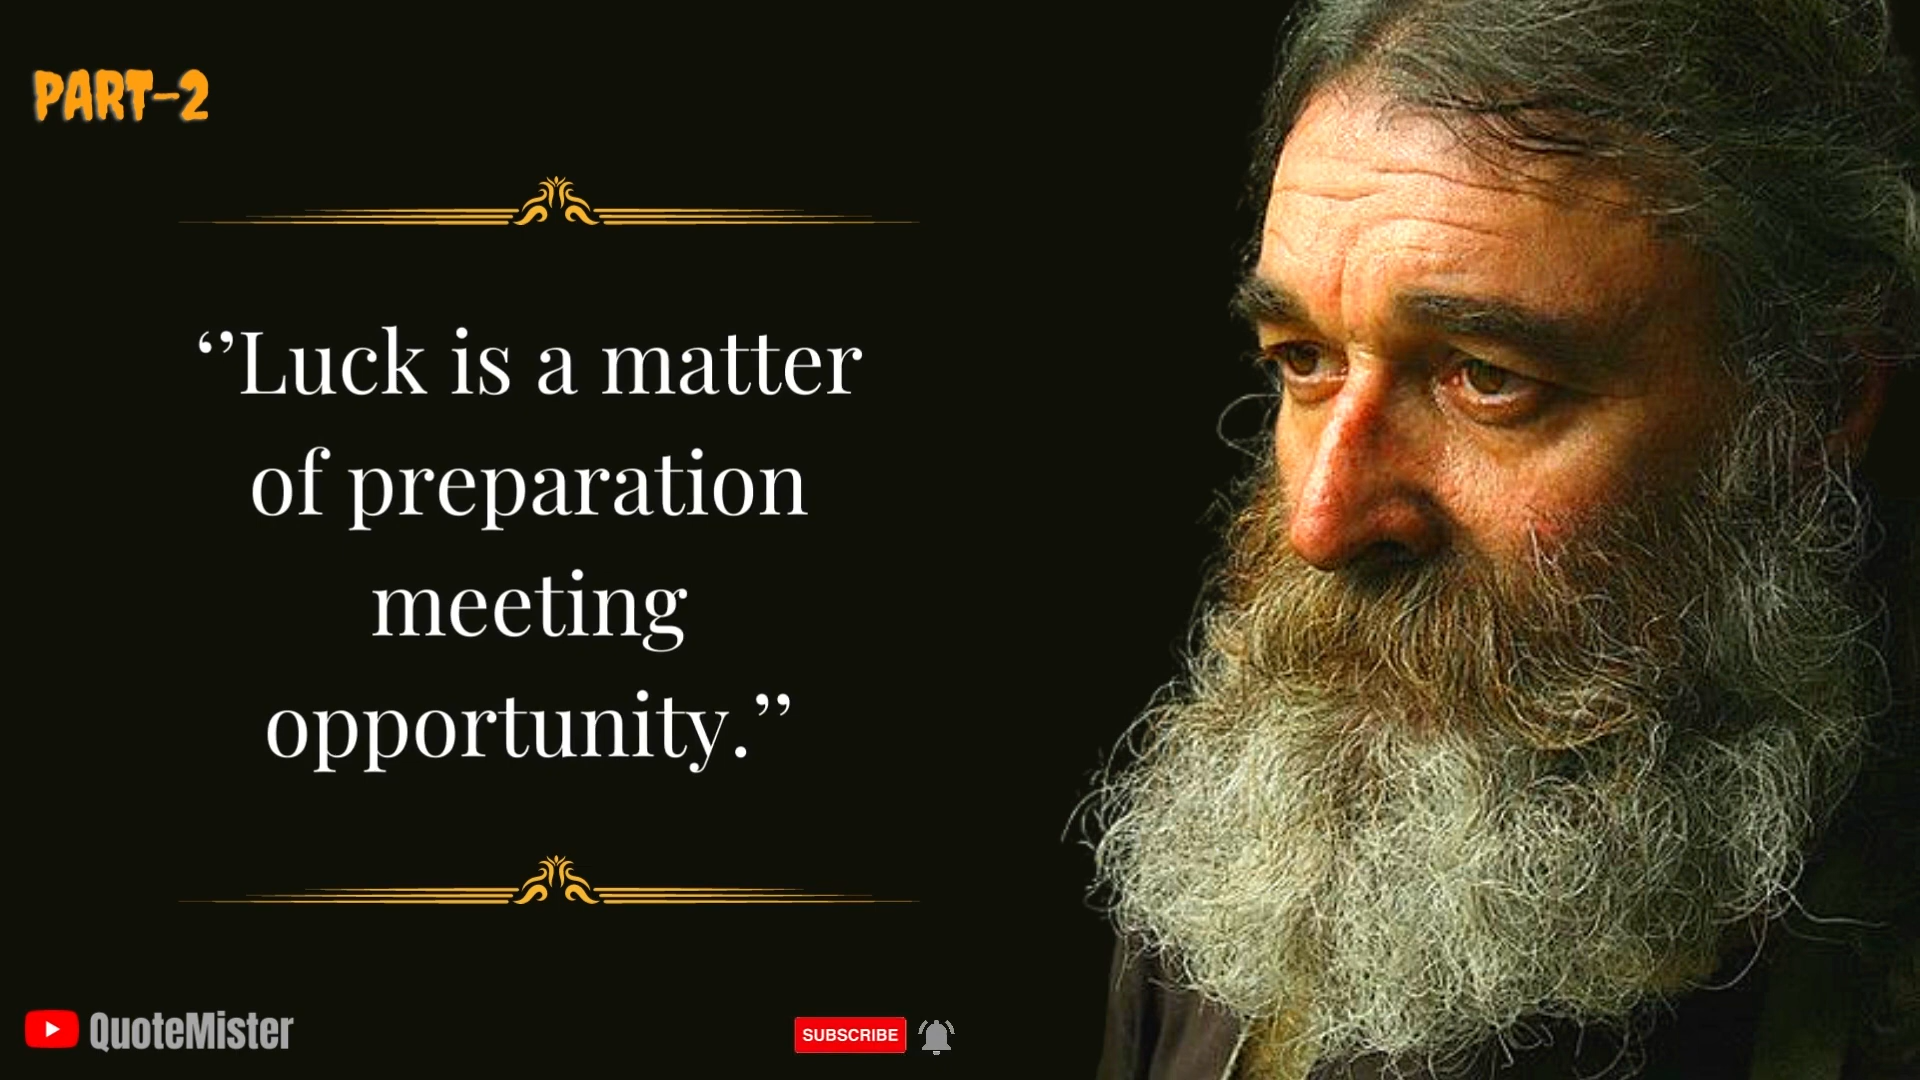 PART-2
‘’Luck is a matter
of preparation
meeting
opportunity.’’
QuoteMister
SUBSCRIBE